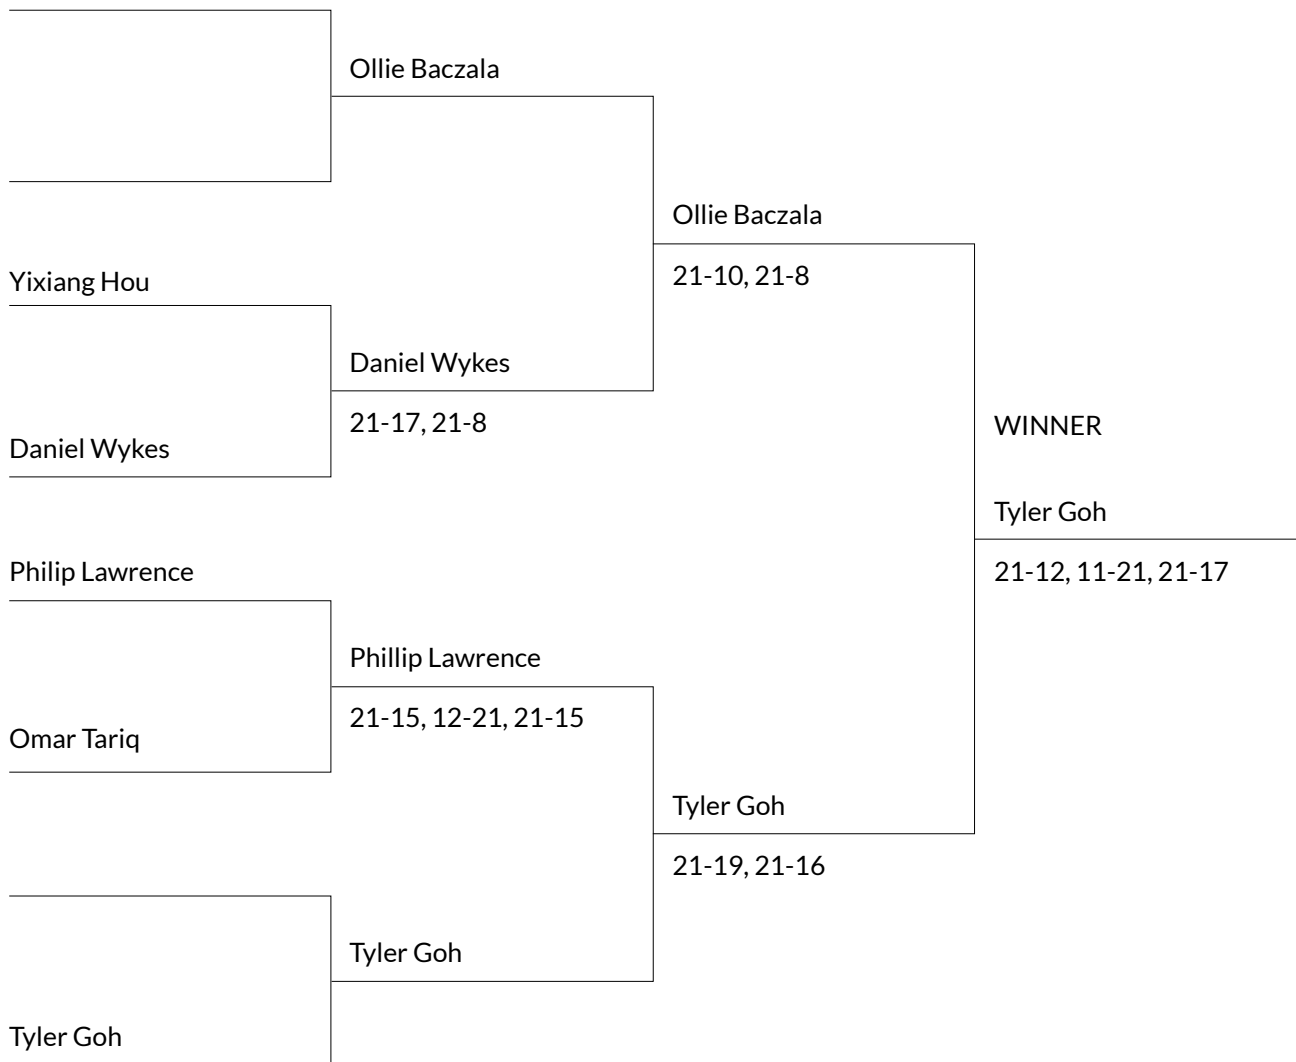 Ollie Baczala
Ollie Baczala
21-10, 21-8
Yixiang Hou
Daniel Wykes
21-17, 21-8
Daniel Wykes
WINNER
Tyler Goh
21-12, 11-21, 21-17
Philip Lawrence
Phillip Lawrence
21-15, 12-21, 21-15
Omar Tariq
Tyler Goh
21-19, 21-16
Tyler Goh
Tyler Goh